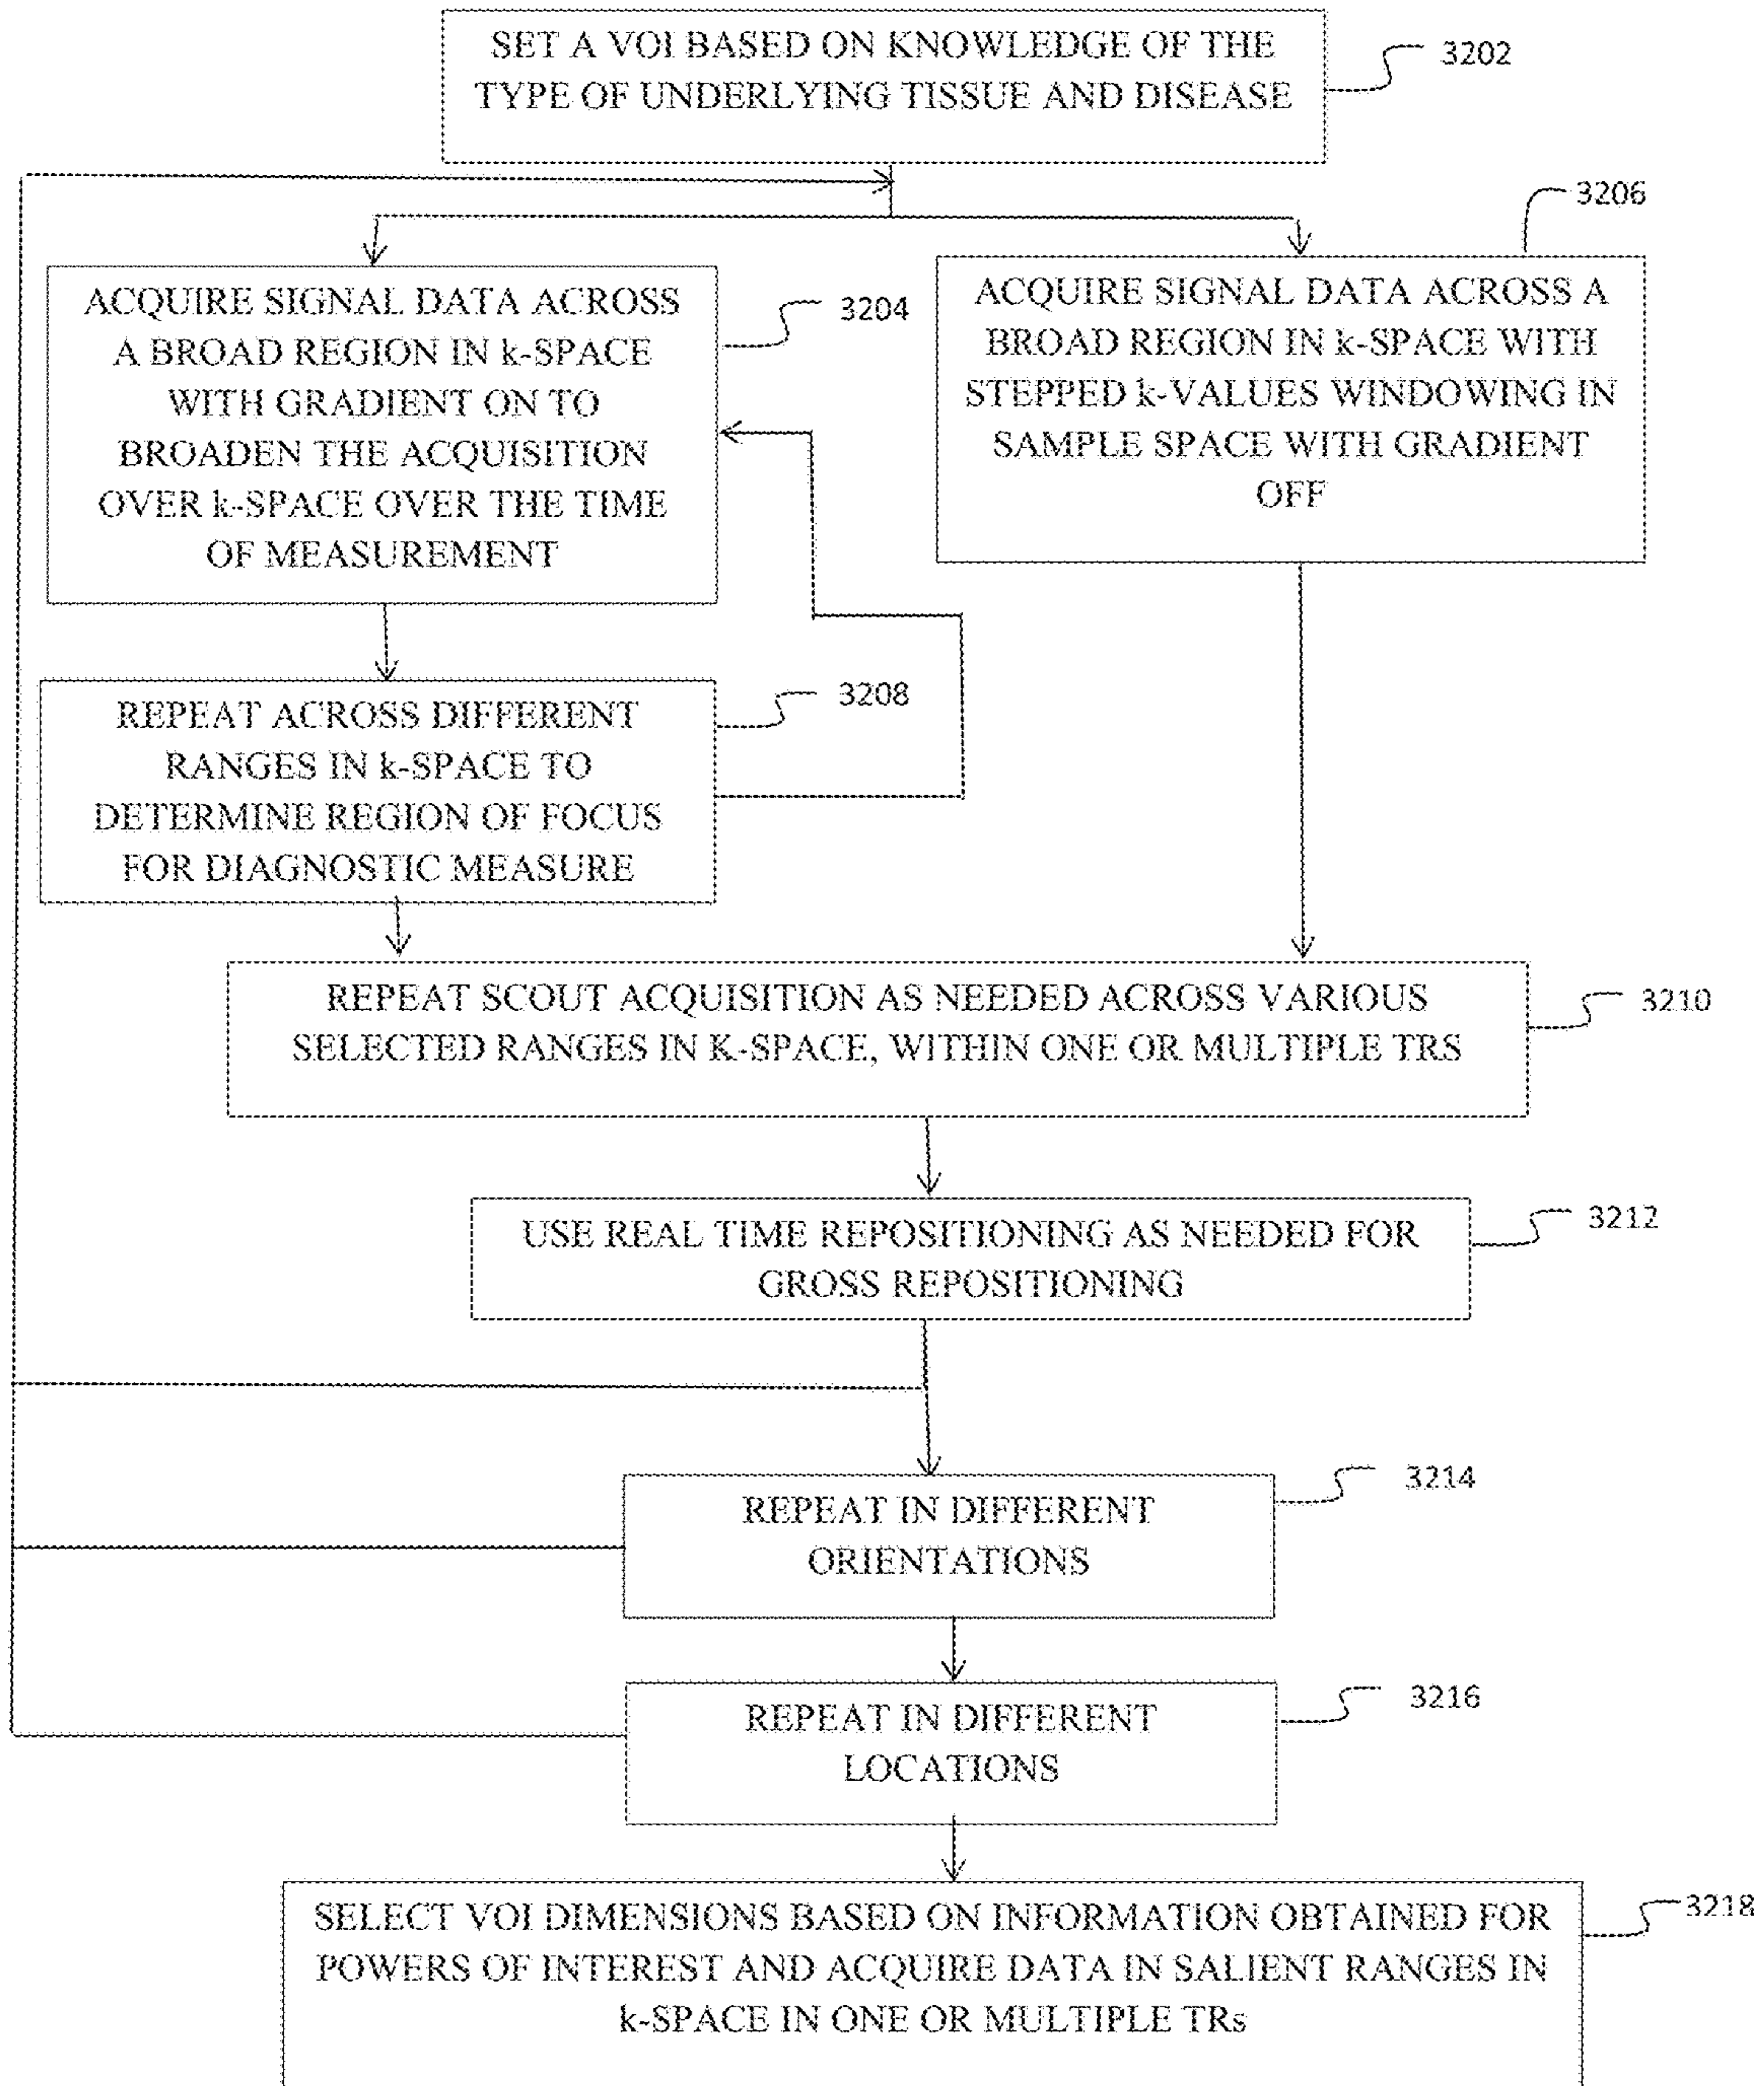 SET A VOI BASED ON KNOWLEDGE OF THE
TYPE OF UNDERLYING TISSUE AND DISEASE
3202
3206
ACQUIRE SIGNAL DATA ACROSS
A BROAD REGION IN k-SPACE
WITH GRADIENT ON TO
BROADEN THE ACQUISITION
OVER k-SPACE OVER THE TIME
OF MEASUREMENT
3204
ACQUIRE SIGNAL DATA ACROSS A
BROAD REGION IN k-SPACE WITH
STEPPED k-VALUES WINDOWING IN
SAMPLE SPACE WITH GRADIENT
OFF
REPEAT ACROSS DIFFERENT
RANGES IN k-SPACE TO
DETERMINE REGION OF FOCUS
FOR DIAGNOSTIC MEASURE
3208
REPEAT SCOUT ACQUISITION AS NEEDED ACROSS VARIOUS
SELECTED RANGES IN K-SPACE, WITHIN ONE OR MULTIPLE TRS
3210
USE REAL TIME REPOSITIONING AS NEEDED FOR
GROSS REPOSITIONING
3212
REPEAT IN DIFFERENT
ORIENTATIONS
3214
REPEAT IN DIFFERENT
LOCATIONS
3216
SELECT VOI DIMENSIONS BASED ON INFORMATION OBTAINED FOR
POWERS OF INTEREST AND ACQUIRE DATA IN SALIENT RANGES IN
k-SPACE IN ONE OR MULTIPLE TRs
3218